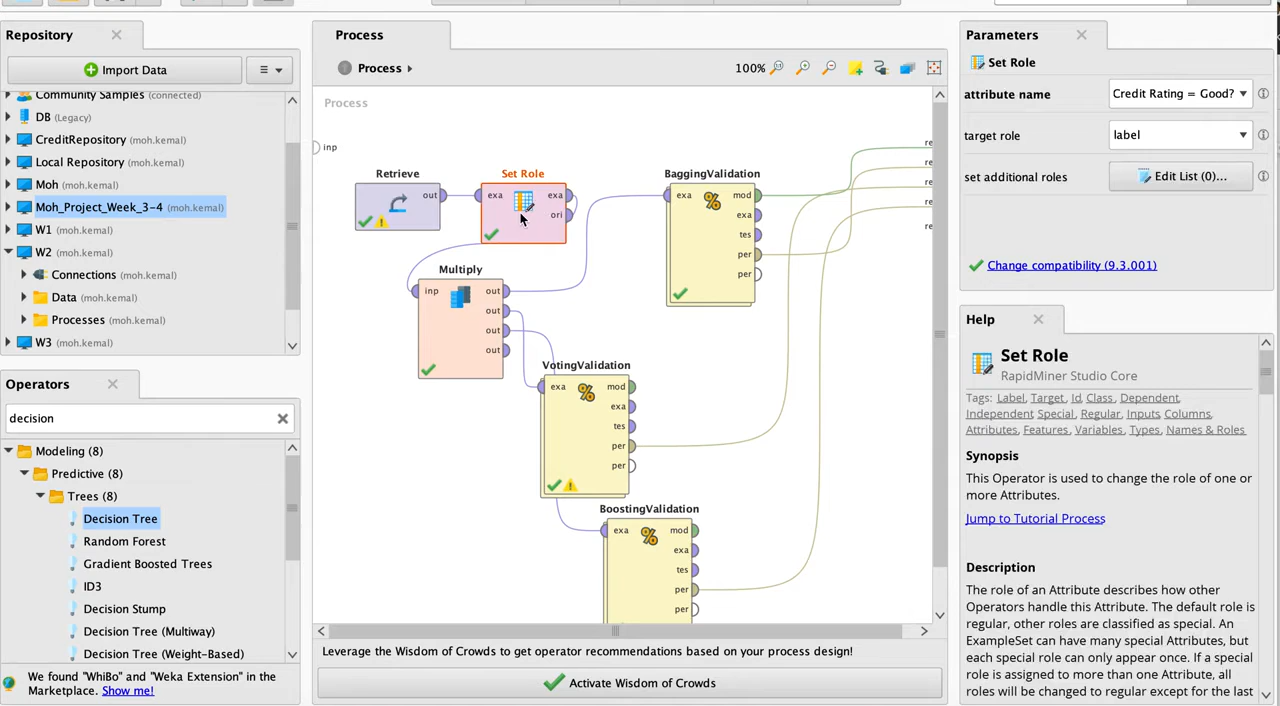 Repository
Import Data
Community Samples (connected)
DB (Legacy)
CreditRepository (moh.kemal)
Local Repository (moh.kemal)
Moh (moh.kemal)
Moh_Project_Week_3-4 (moh.kemal)
W1 (moh.kemal)
W2 (moh.kemal)
Connections (moh.kemal)
Data (moh.kemal)
Processes (moh.kemal)
W3 (moh.kemal)
Operators
decision
Modeling (8)
Predictive (8)
Trees (8)
Decision Tree
Random Forest
Gradient Boosted Trees
ID3
Decision Stump
Decision Tree (Multiway)
Decision Tree (Weight-Based)
We found "WhiBo" and "Weka Extension" in the
Marketplace. Show me!
Process
Process
100%
Process
inp
Retrieve
out
Set Role
exa exa
ori
Multiply
inp out
out
out
out
BaggingValidation
exa mod
exa
tes
per
per
VotingValidation
exa mod
exa
tes
per
per
BoostingValidation
exa mod
exa
tes
per
per
re
re
re
re
re
Leverage the Wisdom of Crowds to get operator recommendations based on your process design!
Activate Wisdom of Crowds
Parameters
Set Role
attribute name Credit Rating = Good?
target role label
set additional roles Edit List (0)...
Change compatibility (9.3.001)
Help
Set Role
RapidMiner Studio Core
Tags: Label, Target, Id, Class, Dependent,
Independent, Special, Regular, Inputs, Columns,
Attributes, Features, Variables, Types, Names & Roles
Synopsis
This Operator is used to change the role of one or
more Attributes.
Jump to Tutorial Process
Description
The role of an Attribute describes how other
Operators handle this Attribute. The default role is
regular, other roles are classified as special. An
ExampleSet can have many special Attributes, but
each special role can only appear once. If a special
role is assigned to more than one Attribute, all
roles will be changed to regular except for the last